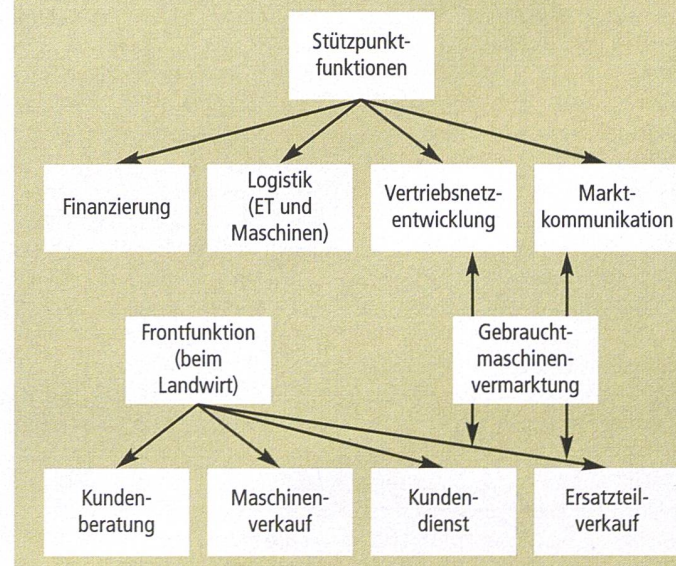 Stützpunkt-
funktionen
Finanzierung
Logistik
(ET und
Maschinen)
Vertriebsnetz-
entwicklung
Markt-
kommunikation
Frontfunktion
(beim
Landwirt)
Gebraucht-
maschinen-
vermarktung
Kunden-
beratung
Maschinen-
verkauf
Kunden-
dienst
Ersatzteil-
verkauf